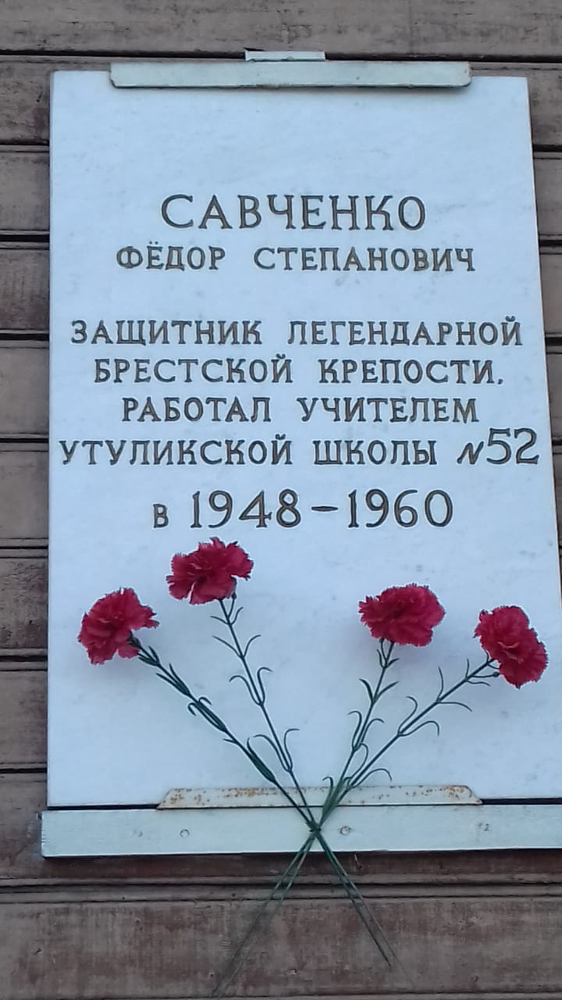 САВЧЕНКО
ФЁДОР СТЕПАНОВИЧ
ЗАЩИТНИК ЛЕГЕНДАРНОЙ
БРЕСТСКОЙ КРЕПОСТИ,
РАБОТАЛ УЧИТЕЛЕМ
УТУЛИКСКОЙ ШКОЛЫ №52
в 1948-1960